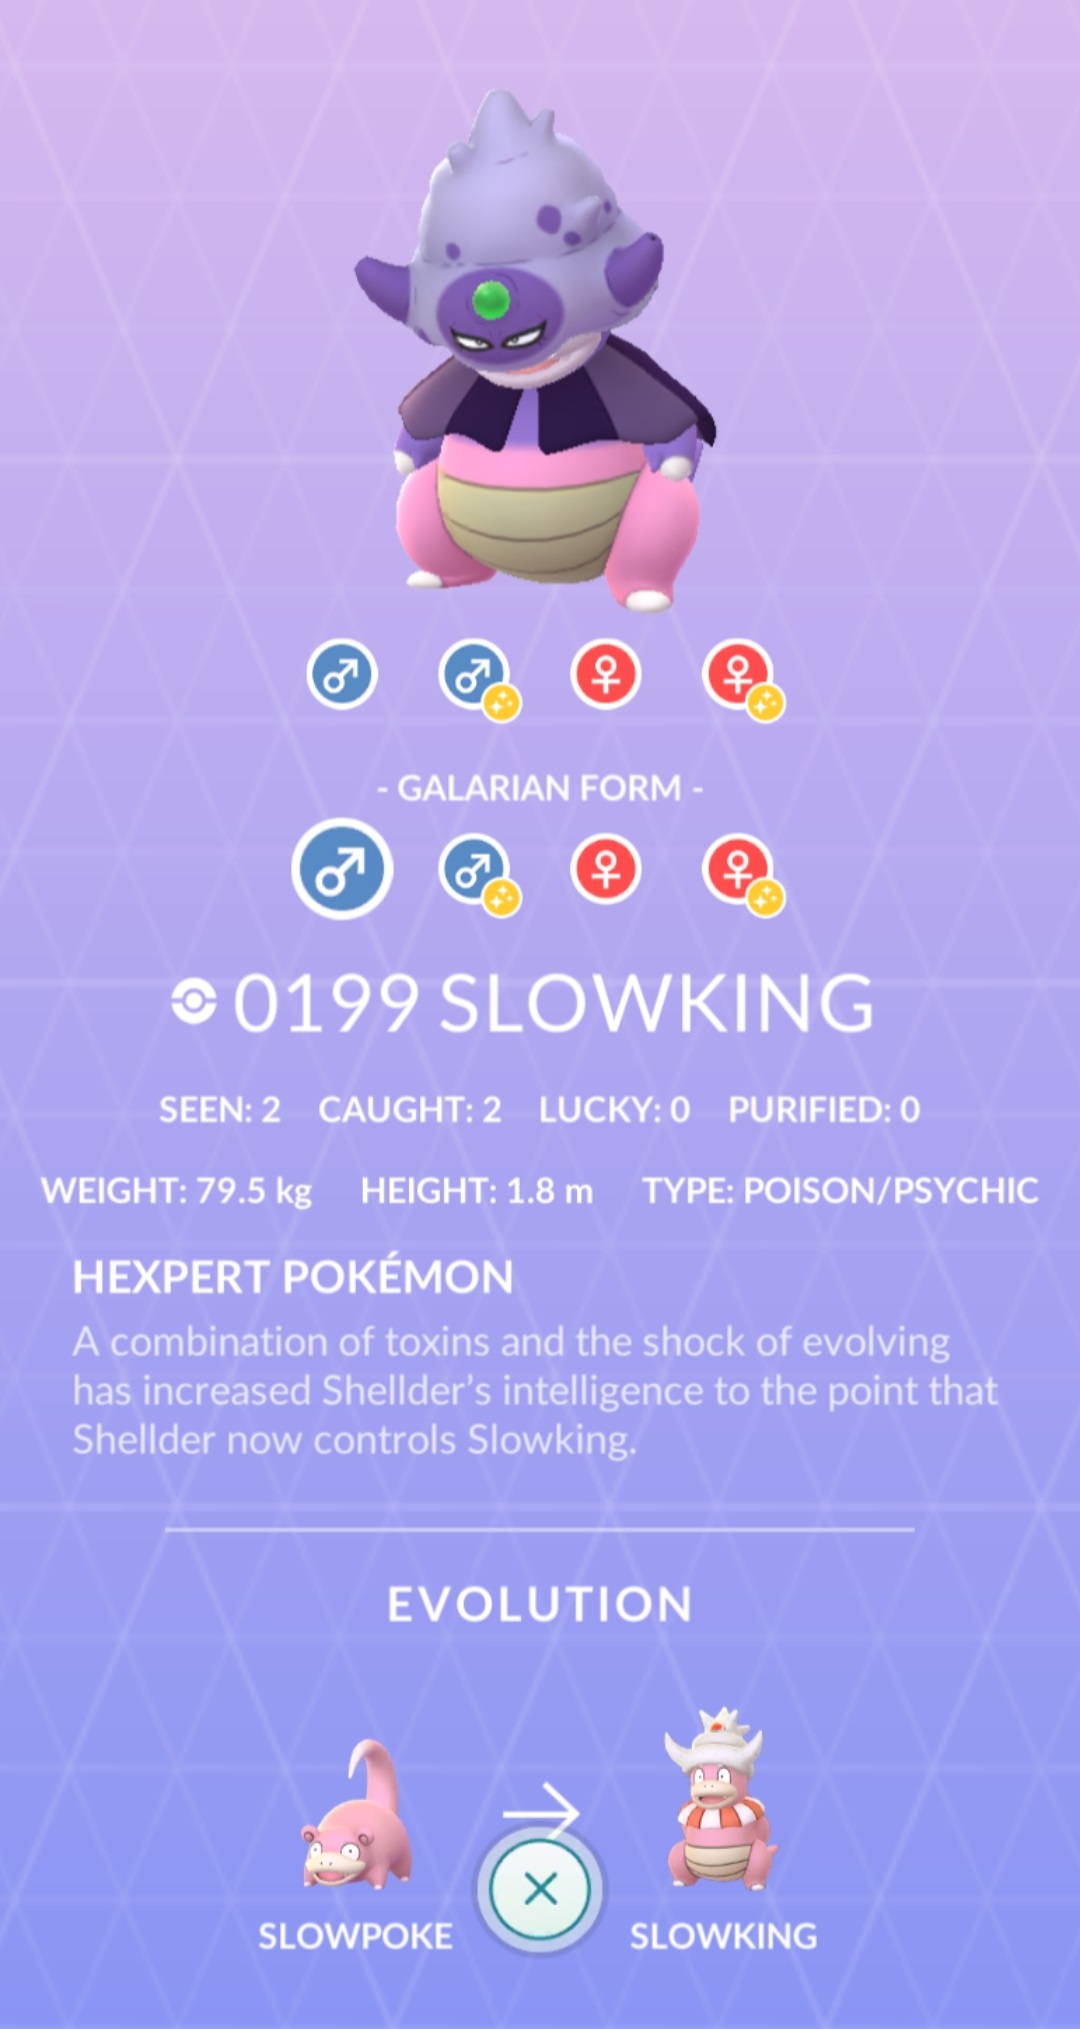 - GALARIAN FORM -
0199 SLOWKING
SEEN: 2 CAUGHT: 2 LUCKY: 0 PURIFIED: 0
WEIGHT: 79.5 kg HEIGHT: 1.8 m TYPE: POISON/PSYCHIC
HEXPERT POKÉMON
A combination of toxins and the shock of evolving
has increased Shellder’s intelligence to the point that
Shellder now controls Slowking.
EVOLUTION
SLOWPOKE SLOWKING